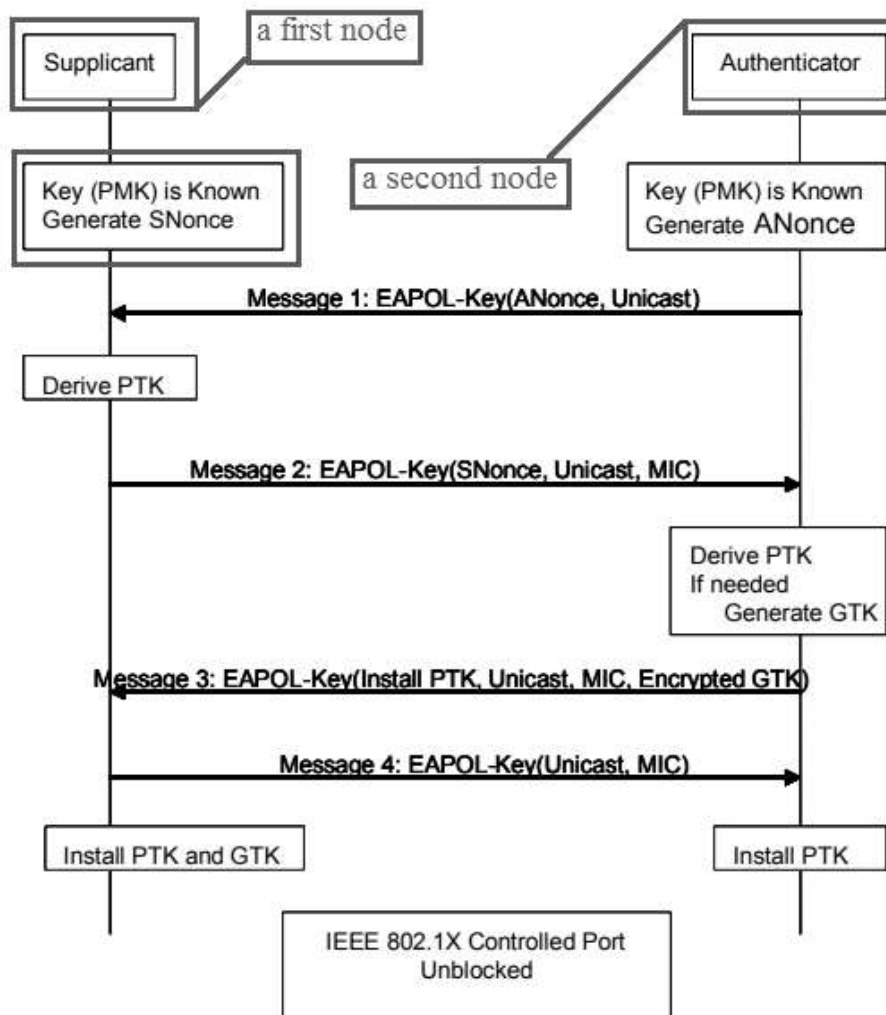 a first node
Supplicant
Authenticator
a second node
Key (PMK) is Known
Generate SNonce
Key (PMK) is Known
Generate ANonce
Message 1: EAPOL-Key(ANonce, Unicast)
Derive PTK
Message 2: EAPOL-Key(SNonce, Unicast, MIC)
Derive PTK
If needed
Generate GTK
Message 3: EAPOL-Key(Install PTK, Unicast, MIC, Encrypted GTK)
Message 4: EAPOL-Key(Unicast, MIC)
Install PTK and GTK
Install PTK
IEEE 802.1X Controlled Port
Unblocked